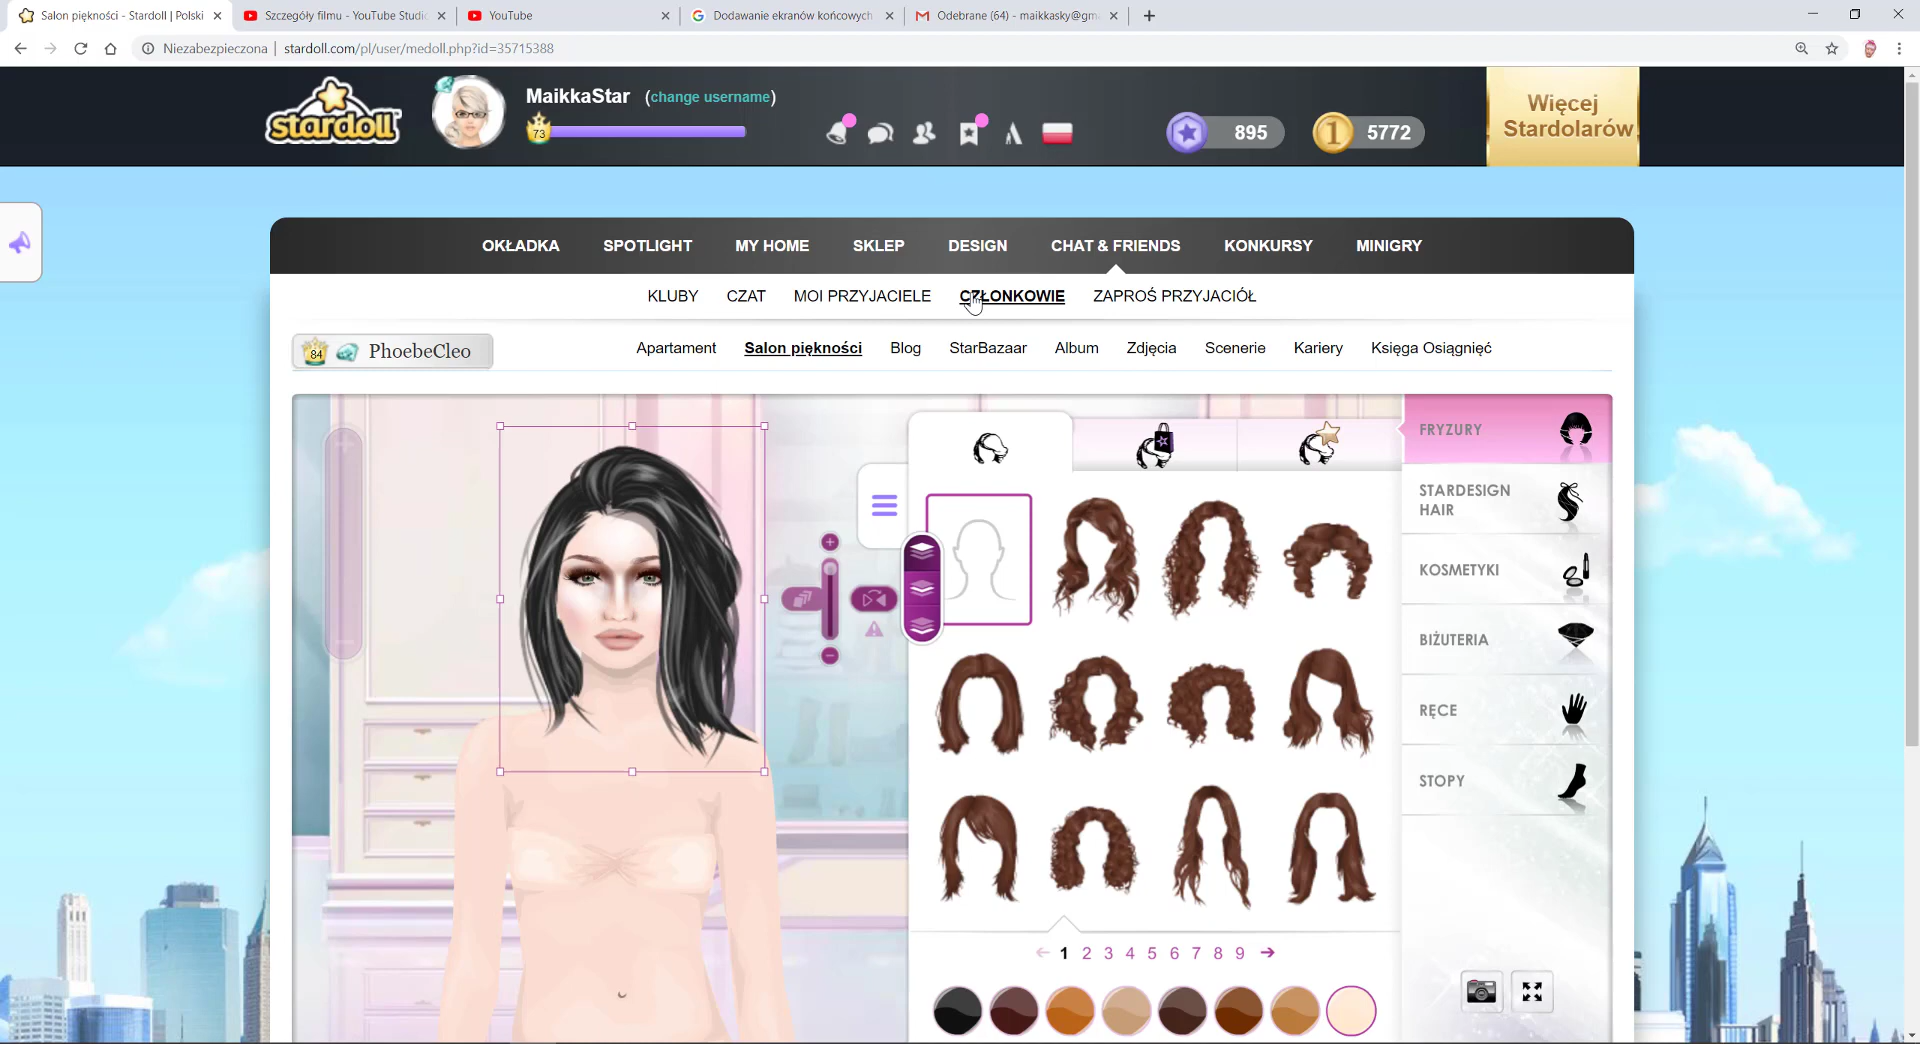 Salon piękności - Stardoll | Polski
Szczegóły filmu - YouTube Studio
YouTube
Dodawanie ekranów końcowych
Odebrane (64) - maikkasky@gm
Niezabezpieczona | stardoll.com/pl/user/medoll.php?id=35715388
stardoll
MaikkaStar (change username)
73
895
1
5772
Więcej
Stardolarów
OKŁADKA SPOTLIGHT MY HOME SKLEP DESIGN CHAT & FRIENDS KONKURSY MINIGRY
KLUBY CZAT MOI PRZYJACIELE CZŁONKOWIE ZAPROŚ PRZYJACIÓŁ
84 PhoebeCleo
Apartament Salon piękności Blog StarBazaar Album Zdjęcia Scenerie Kariery Księga Osiągnięć
FRYZURY
STARDESIGN
HAIR
KOSMETYKI
BIŻUTERIA
RĘCE
STOPY
1 2 3 4 5 6 7 8 9